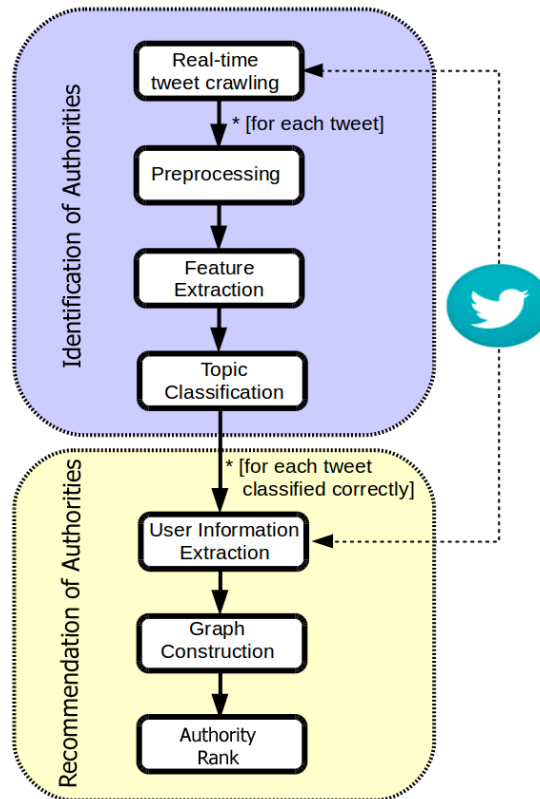 Identification of Authorities
Real-time
tweet crawling
* [for each tweet]
Preprocessing
Feature
Extraction
Topic
Classification
Recommendation of Authorities
* [for each tweet
classified correctly]
User Information
Extraction
Graph
Construction
Authority
Rank